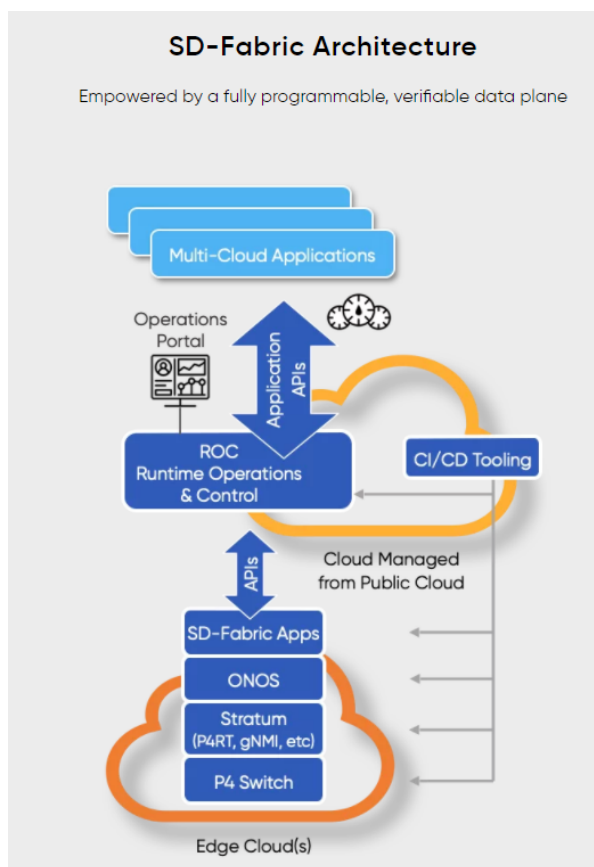 SD-Fabric Architecture
Empowered by a fully programmable, verifiable data plane
Multi-Cloud Applications
Operations
Portal
Application
APIs
ROC
Runtime Operations
& Control
CI/CD Tooling
APIs
Cloud Managed
from Public Cloud
SD-Fabric Apps
ONOS
Stratum
(P4RT, gNMI, etc)
P4 Switch
Edge Cloud(s)